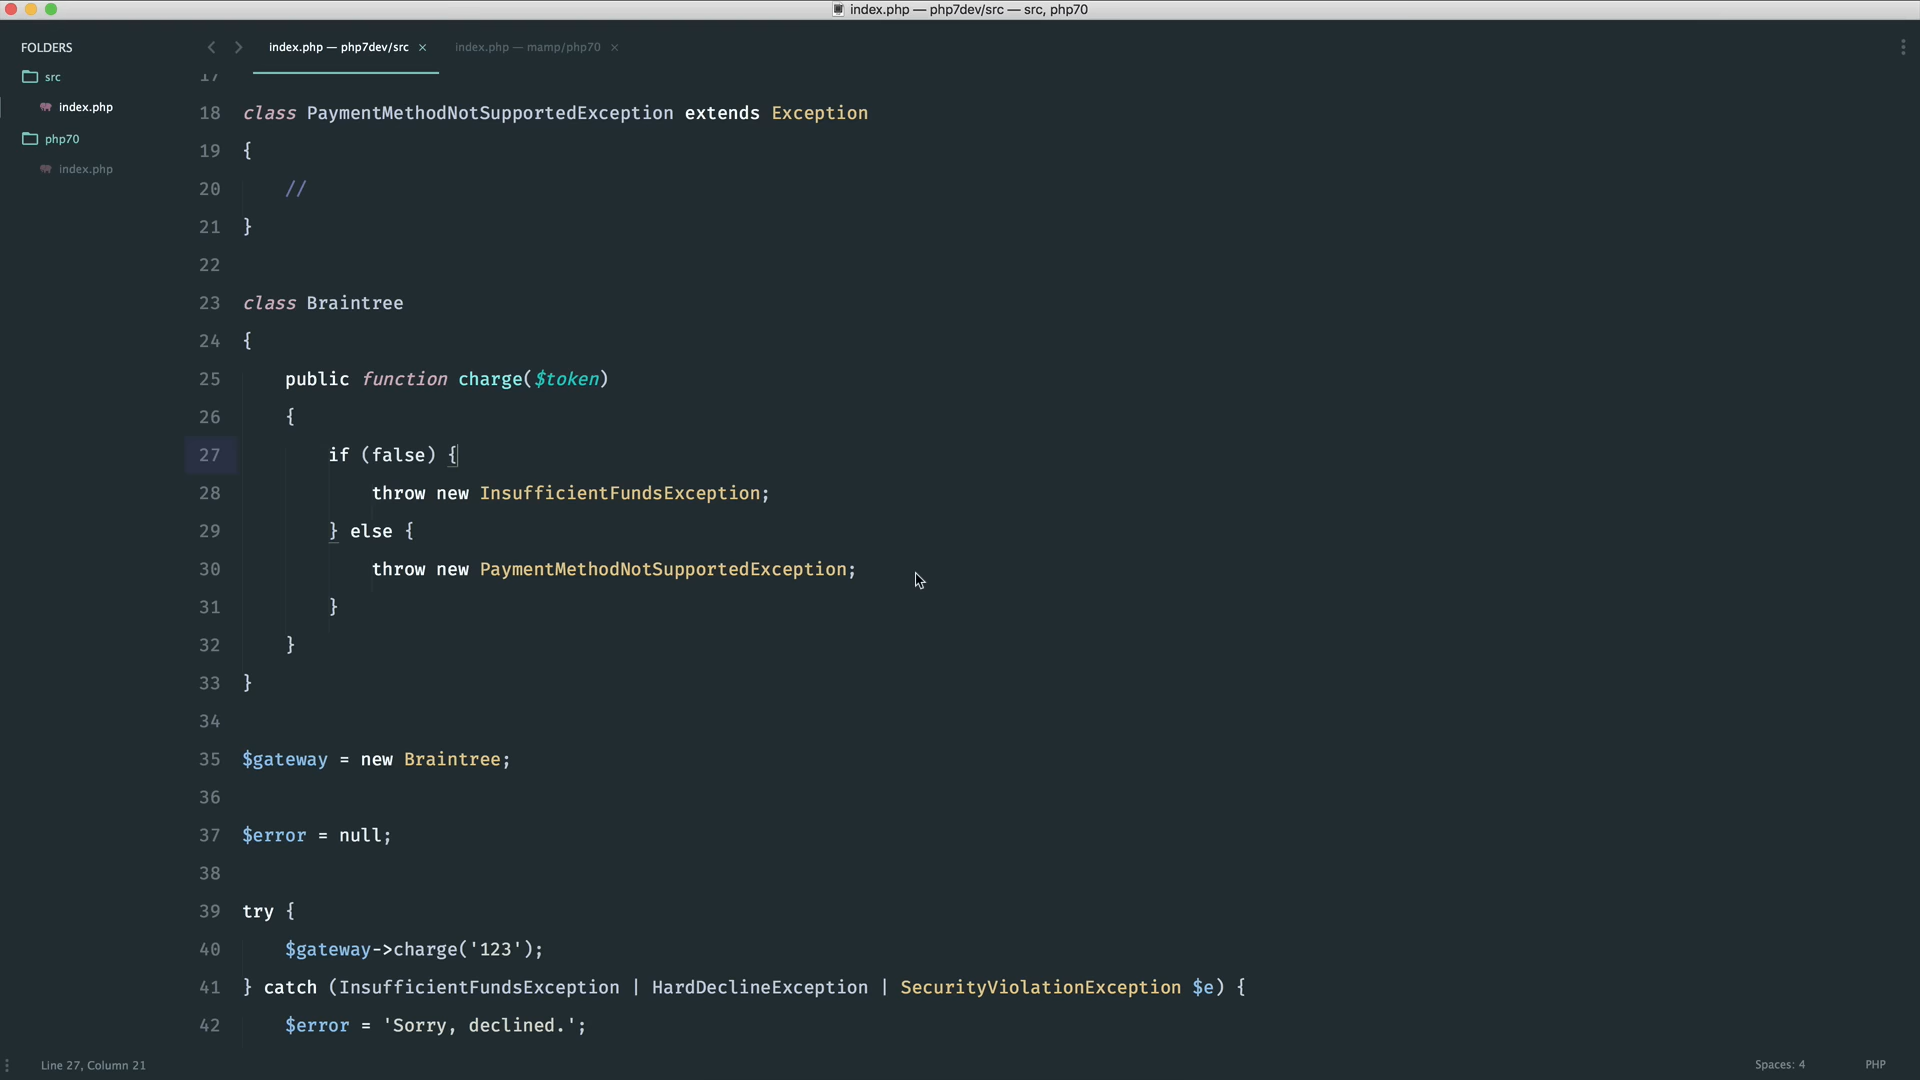 index.php — php7dev/src — src, php70
FOLDERS
src
index.php
php70
index.php
index.php — php7dev/src ×
index.php — mamp/php70 ×
17
18 class PaymentMethodNotSupportedException extends Exception
19 {
20 //
21 }
22
23 class Braintree
24 {
25 public function charge($token)
26 {
27 if (false) {
28 throw new InsufficientFundsException;
29 } else {
30 throw new PaymentMethodNotSupportedException;
31 }
32 }
33 }
34
35 $gateway = new Braintree;
36
37 $error = null;
38
39 try {
40 $gateway->charge('123');
41 } catch (InsufficientFundsException | HardDeclineException | SecurityViolationException $e) {
42 $error = 'Sorry, declined.';
Line 27, Column 21
Spaces: 4
PHP